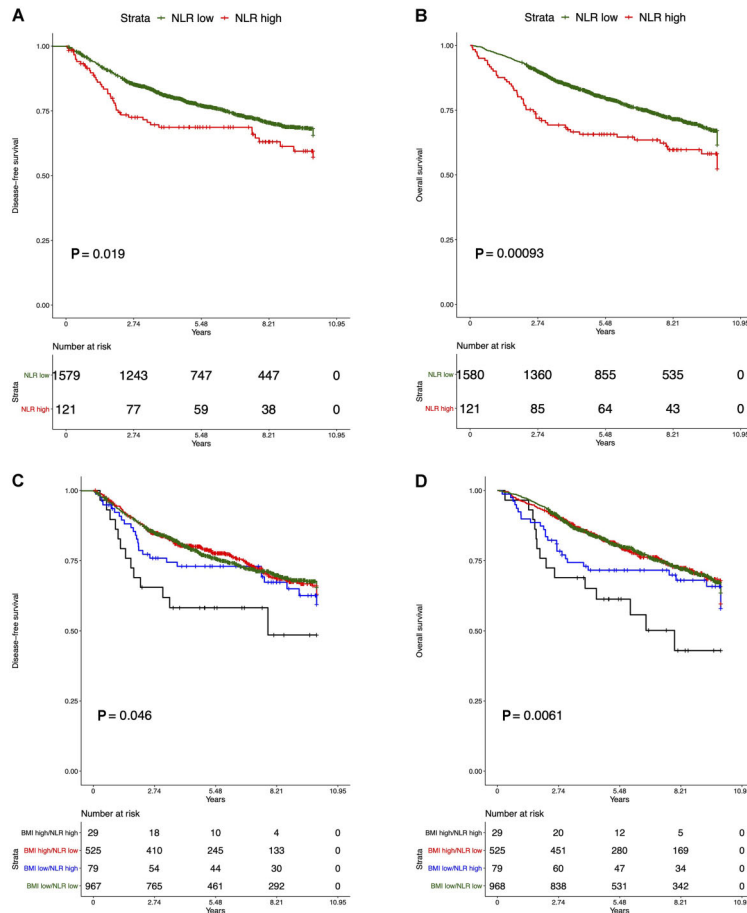 A
Strata NLR low NLR high
1.00
0.75
0.50
0.25
0.00
Disease−free survival
P = 0.019
0 2.74 5.48 8.21 10.95
Years
Number at risk
Strata
NLR low 1579 1243 747 447 0
NLR high 121 77 59 38 0
0 2.74 5.48 8.21 10.95
Years
B
Strata NLR low NLR high
1.00
0.75
0.50
0.25
0.00
Overall survival
P = 0.00093
0 2.74 5.48 8.21 10.95
Years
Number at risk
Strata
NLR low 1580 1360 855 535 0
NLR high 121 85 64 43 0
0 2.74 5.48 8.21 10.95
Years
C
1.00
0.75
0.50
0.25
0.00
Disease−free survival
P = 0.046
0 2.74 5.48 8.21 10.95
Years
Number at risk
Strata
BMI high/NLR high 29 18 10 4 0
BMI high/NLR low 525 410 245 133 0
BMI low/NLR high 79 54 44 30 0
BMI low/NLR low 967 765 461 292 0
0 2.74 5.48 8.21 10.95
Years
D
1.00
0.75
0.50
0.25
0.00
Overall survival
P = 0.0061
0 2.74 5.48 8.21 10.95
Years
Number at risk
Strata
BMI high/NLR high 29 20 12 5 0
BMI high/NLR low 525 451 280 169 0
BMI low/NLR high 79 60 47 34 0
BMI low/NLR low 968 838 531 342 0
0 2.74 5.48 8.21 10.95
Years